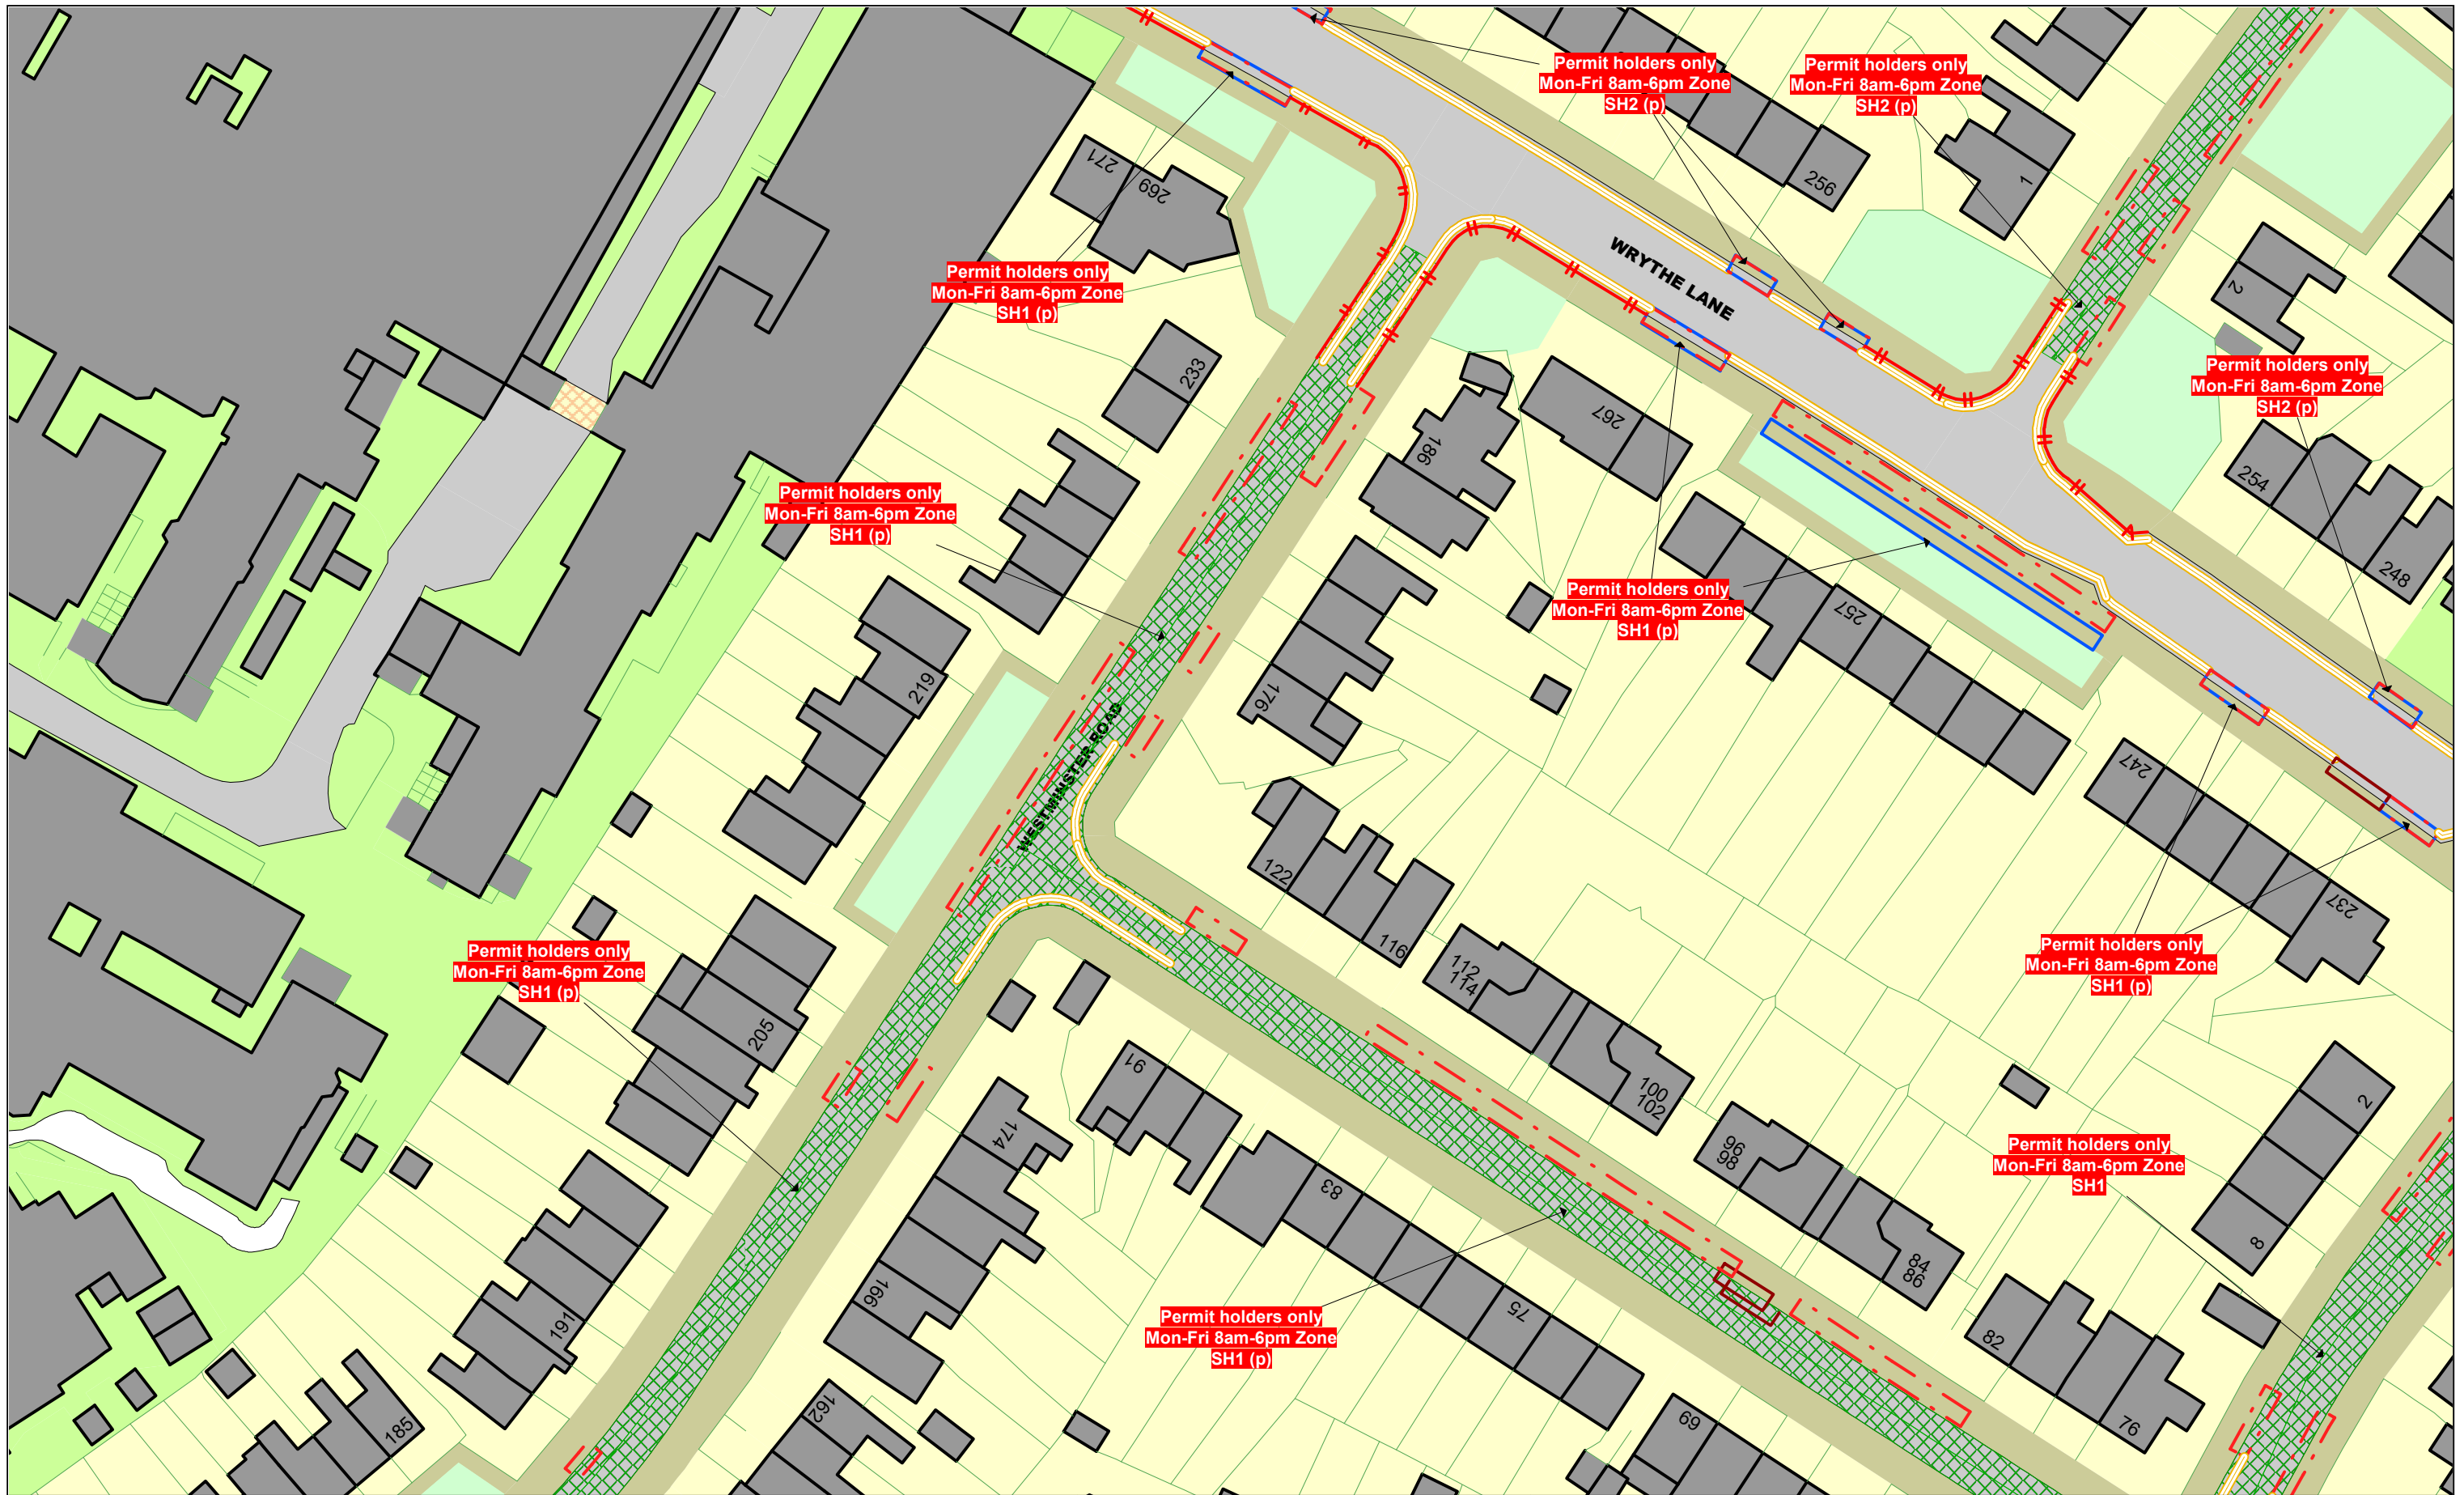 Permit holders only
Mon-Fri 8am-6pm Zone
SH2 (p)
Permit holders only
Mon-Fri 8am-6pm Zone
SH2 (p)
271
269
256
1
WRYTHE LANE
Permit holders only
Mon-Fri 8am-6pm Zone
SH1 (p)
2
233
Permit holders only
Mon-Fri 8am-6pm Zone
SH2 (p)
267
186
254
248
Permit holders only
Mon-Fri 8am-6pm Zone
SH1 (p)
Permit holders only
Mon-Fri 8am-6pm Zone
SH1 (p)
257
219
176
WESTMINSTER ROAD
247
237
122
116
Permit holders only
Mon-Fri 8am-6pm Zone
SH1 (p)
Permit holders only
Mon-Fri 8am-6pm Zone
SH1 (p)
112
114
205
91
100
102
2
174
96
98
Permit holders only
Mon-Fri 8am-6pm Zone
SH1
83
8
84
86
166
75
191
Permit holders only
Mon-Fri 8am-6pm Zone
SH1 (p)
82
76
162
69
185